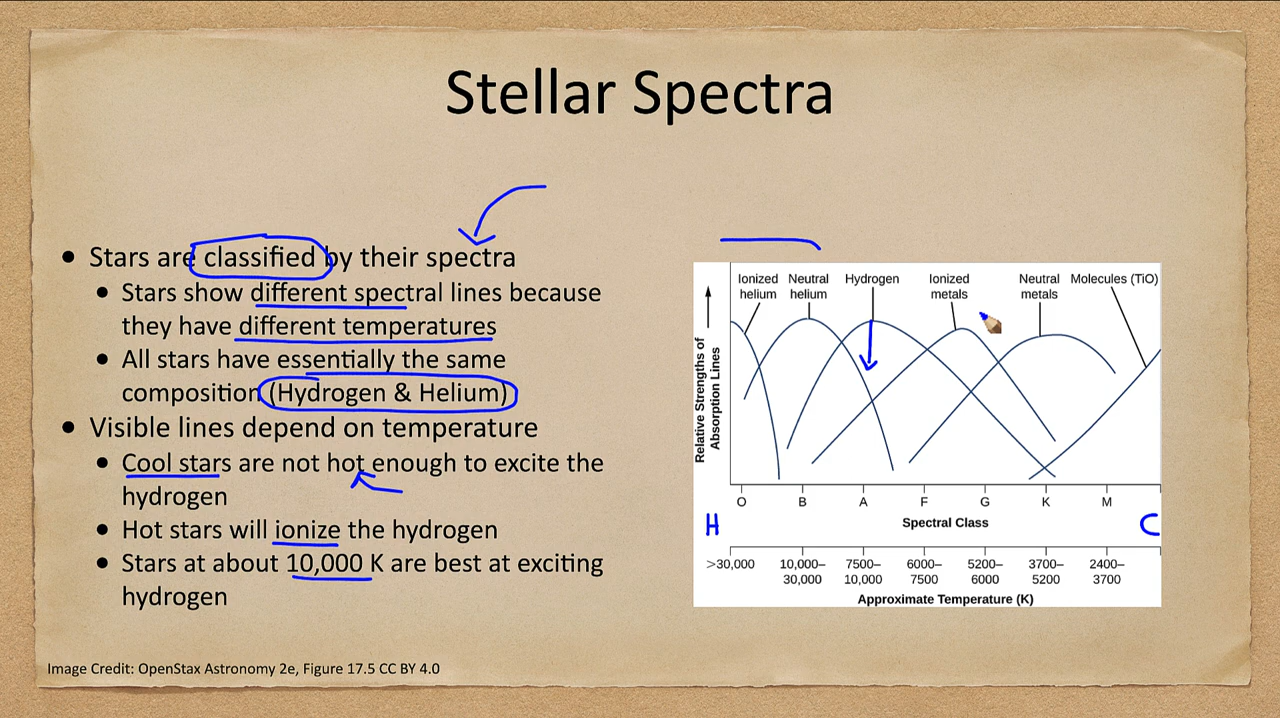 Stellar Spectra
• Stars are classified by their spectra
• Stars show different spectral lines because
they have different temperatures
• All stars have essentially the same
composition (Hydrogen & Helium)
• Visible lines depend on temperature
• Cool stars are not hot enough to excite the
hydrogen
• Hot stars will ionize the hydrogen
• Stars at about 10,000 K are best at exciting
hydrogen
Image Credit: OpenStax Astronomy 2e, Figure 17.5 CC BY 4.0
Ionized Neutral Hydrogen Ionized Neutral Molecules (TiO)
helium helium metals metals
Relative Strengths of
Absorption Lines
O B A F G K M
H Spectral Class C
>30,000 10,000– 7500– 6000– 5200– 3700– 2400–
30,000 10,000 7500 6000 5200 3700
Approximate Temperature (K)